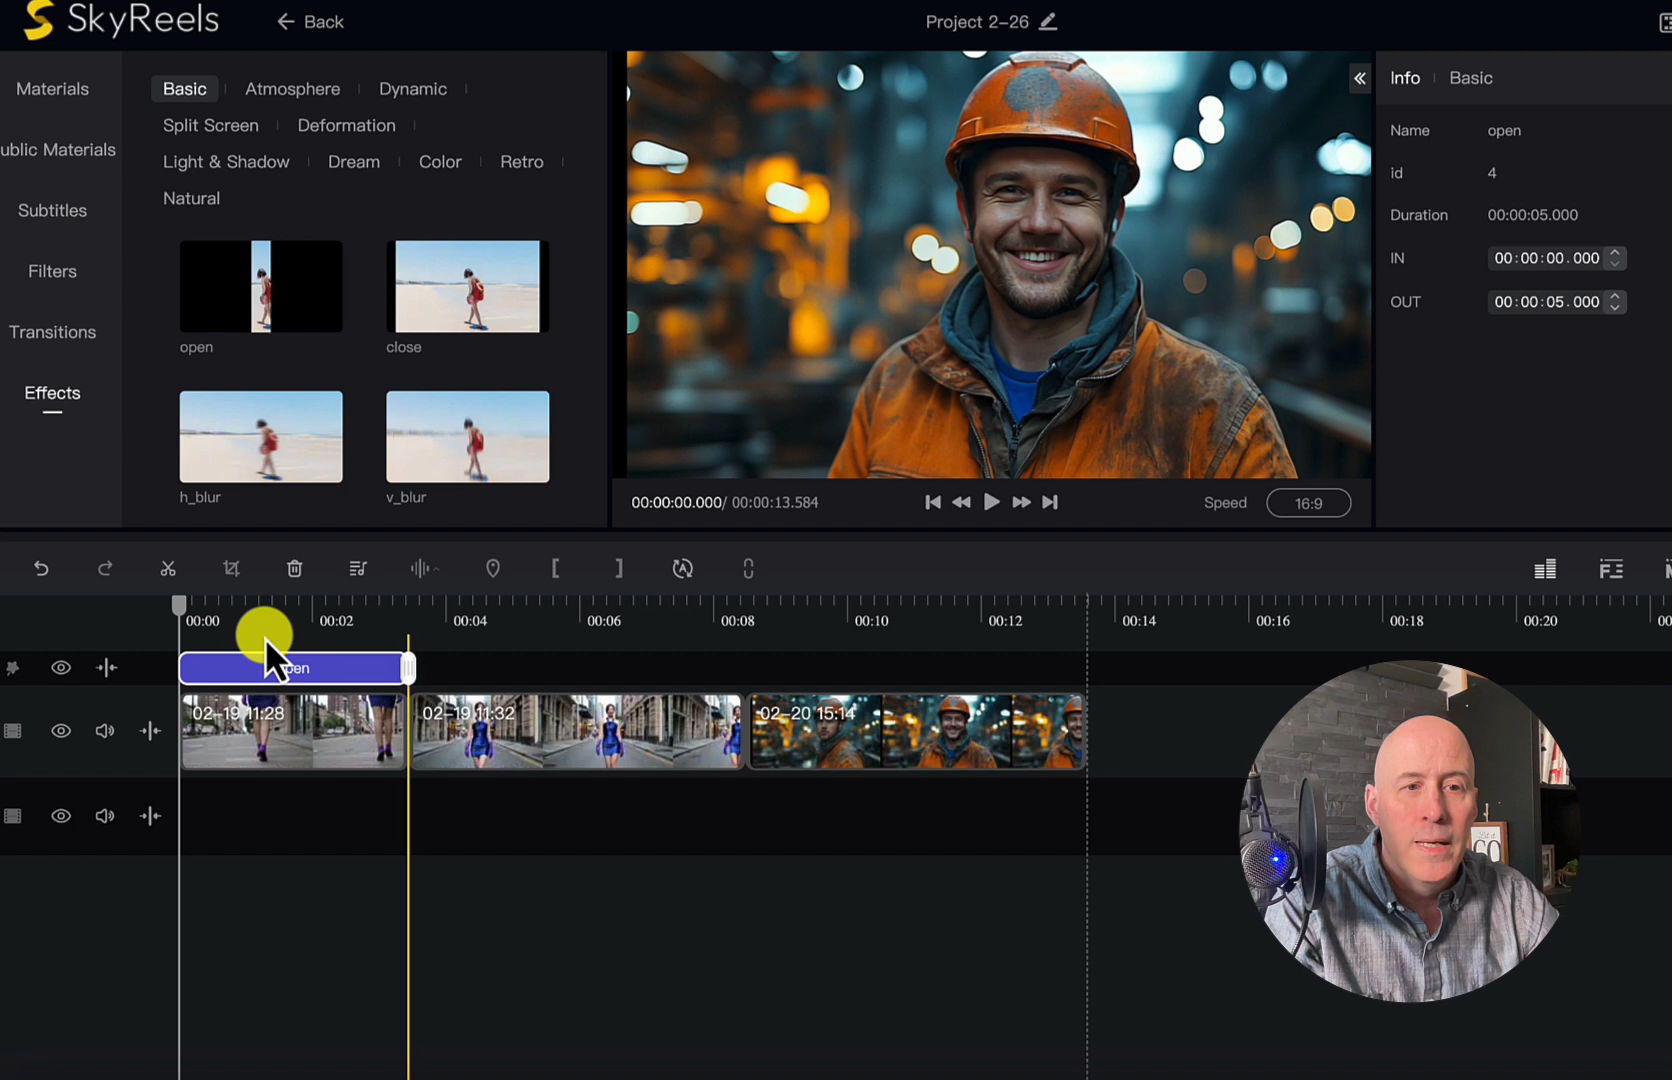 SkyReels
Back
Project 2-26
Materials
ublic Materials
Subtitles
Filters
Transitions
Effects
Basic
Atmosphere
Dynamic
Split Screen
Deformation
Light & Shadow
Dream
Color
Retro
Natural
open
close
h_blur
v_blur
00:00:00.000/ 00:00:13.584
Speed
16:9
Info
Basic
Name open
id 4
Duration 00:00:05.000
IN 00:00:00.000
OUT 00:00:05.000
00:00 00:02 00:04 00:06 00:08 00:10 00:12 00:14 00:16 00:18 00:20 00
pen
02-19 11:28
02-19 11:32
02-20 15:14
60